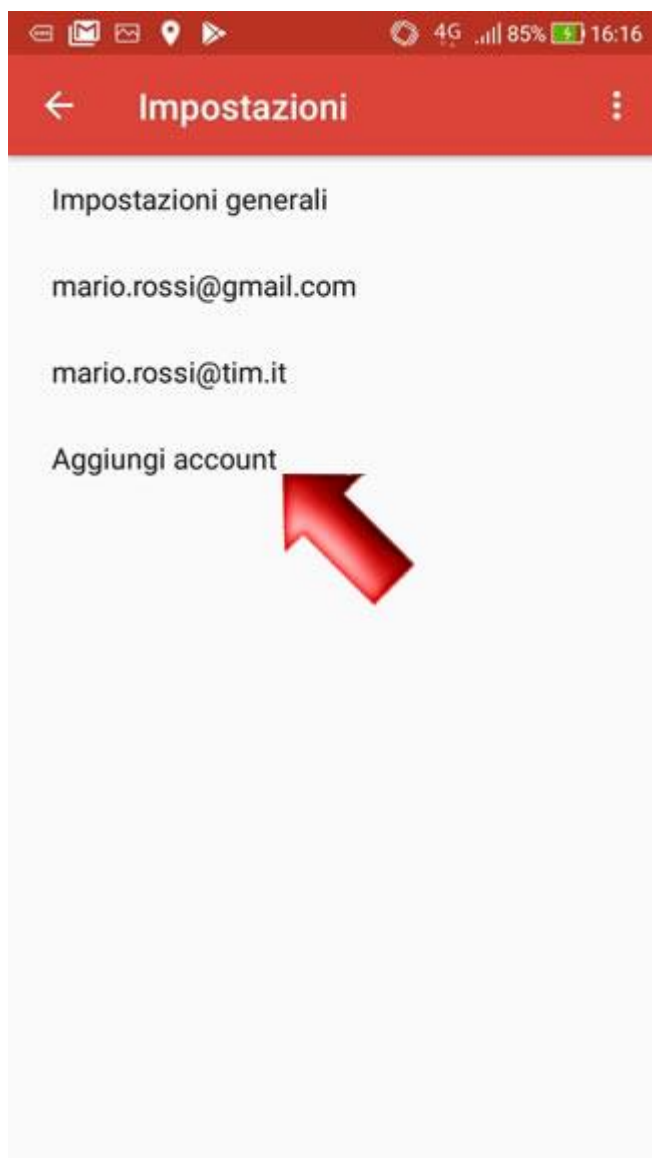 4G 85% 16:16
Impostazioni
Impostazioni generali
mario.rossi@gmail.com
mario.rossi@tim.it
Aggiungi account